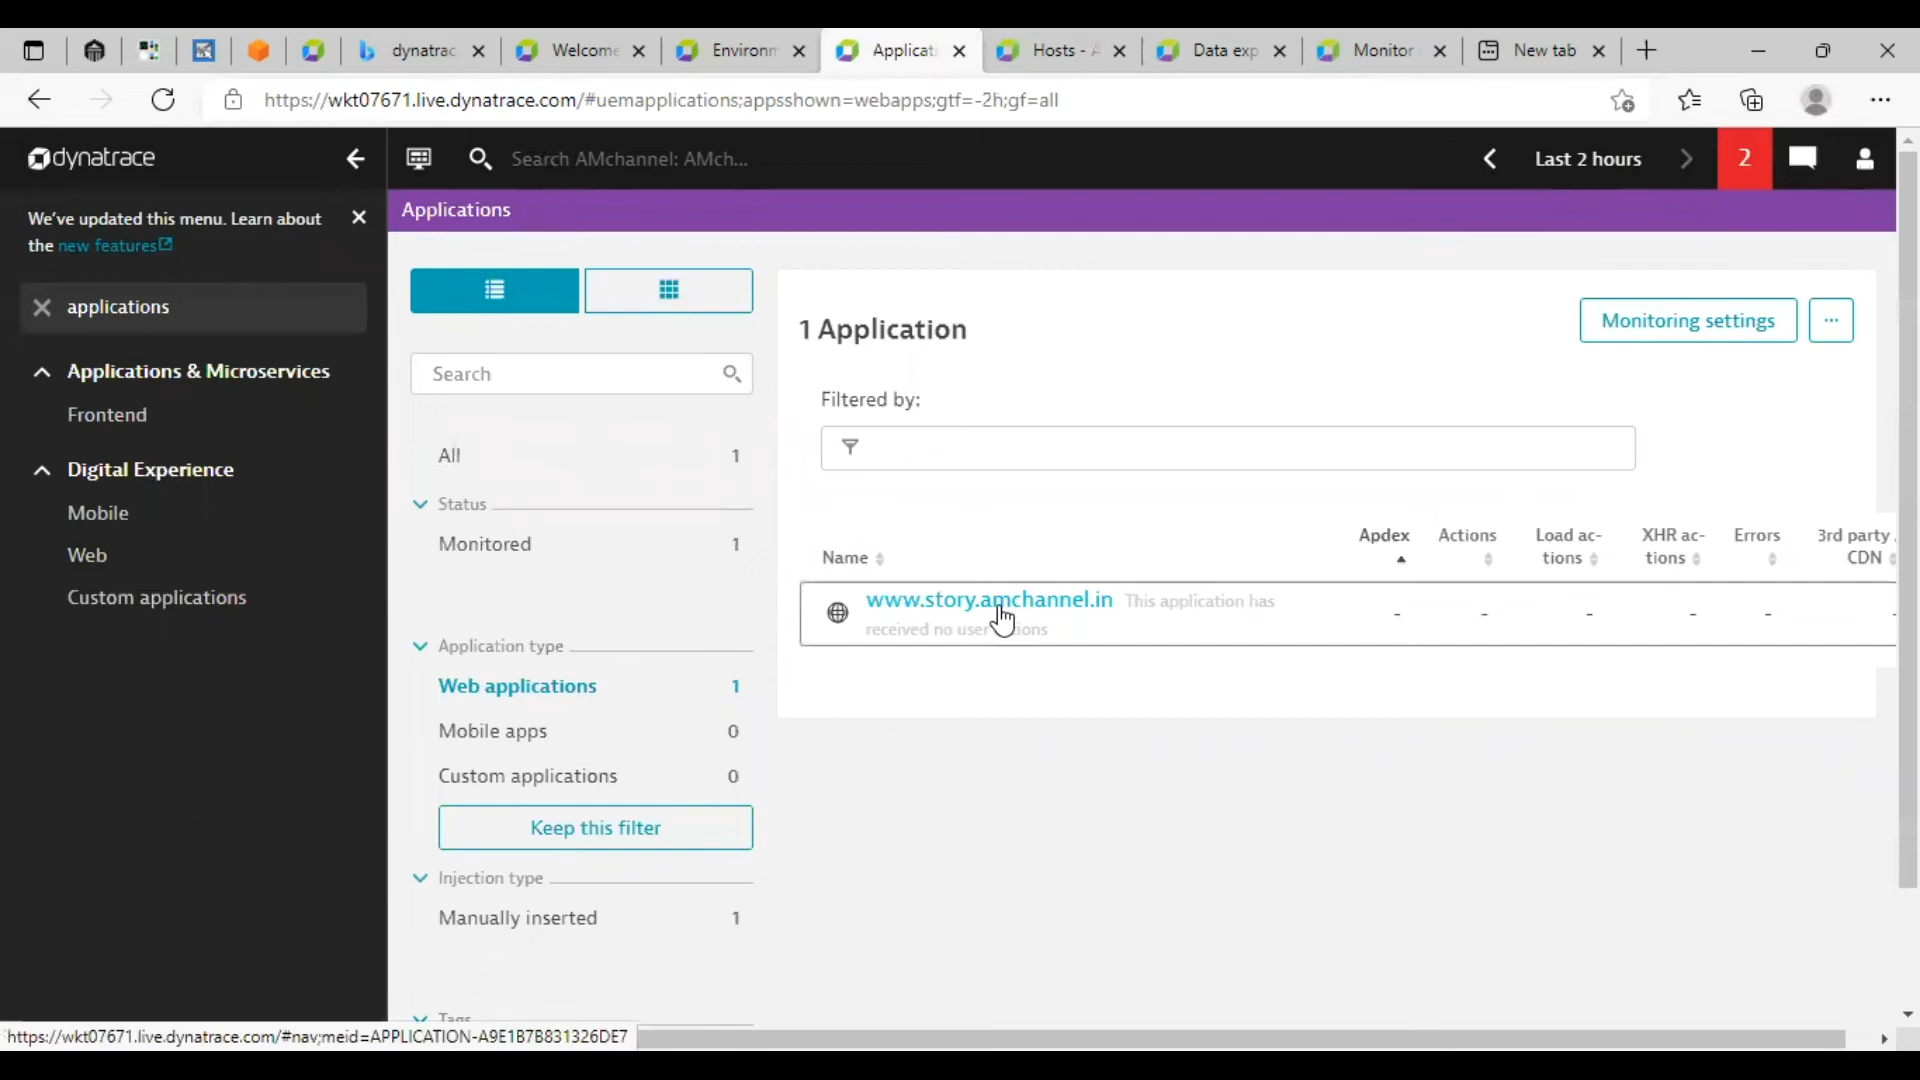 dynatrac
Welcome
Environm
Applicati
Hosts - A
Data exp
Monitor
New tab
https://wkt07671.live.dynatrace.com/#uemapplications;appsshown=webapps;gtf=-2h;gf=all
dynatrace
Search AMchannel: AMch...
Last 2 hours
2
We've updated this menu. Learn about
the new features
Applications
applications
Applications & Microservices
Frontend
Digital Experience
Mobile
Web
Custom applications
Search
All 1
Status
Monitored 1
Application type
Web applications 1
Mobile apps 0
Custom applications 0
Keep this filter
Injection type
Manually inserted 1
Tags
1 Application
Monitoring settings
...
Filtered by:
Name
Apdex
Actions
Load ac-
tions
XHR ac-
tions
Errors
3rd party
CDN
www.story.amchannel.in This application has
received no user
- - - - - -
https://wkt07671.live.dynatrace.com/#nav;meid=APPLICATION-A9E1B7B831326DE7